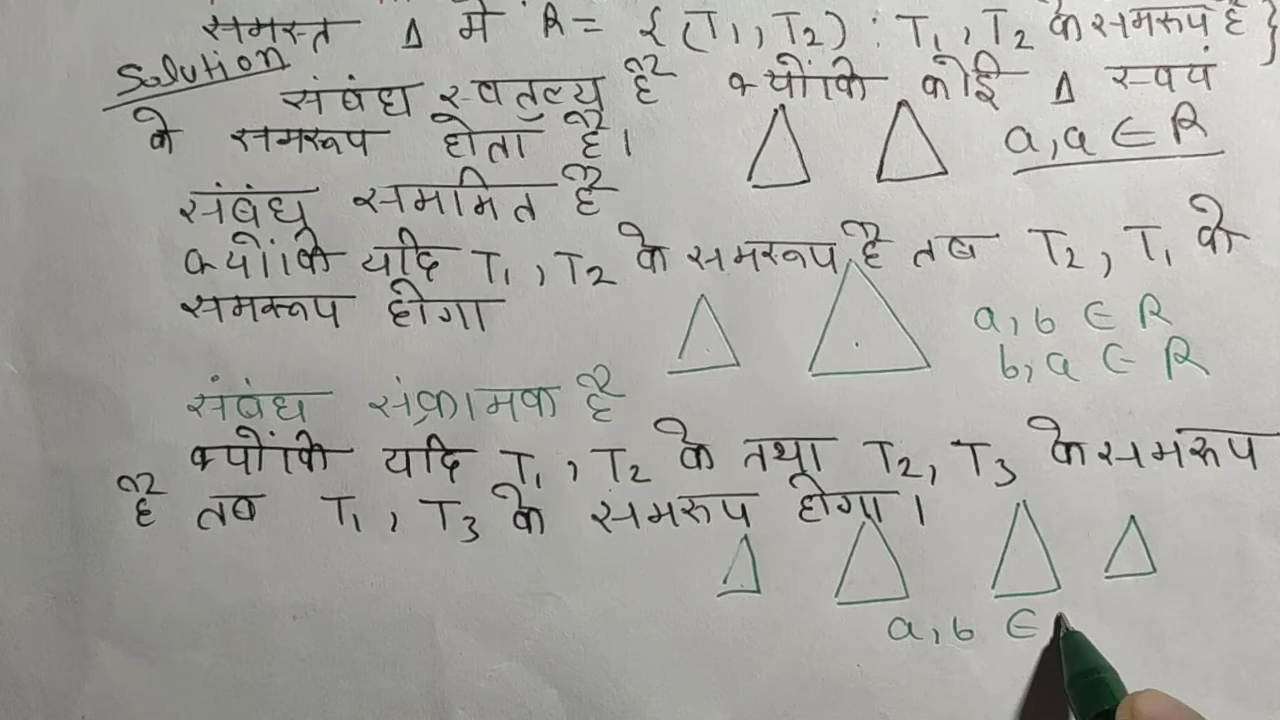 समस्त Δ में R = {(T1, T2) : T1, T2 के समरूप है}
Solution
संबंध स्वतुल्य है क्योंकि कोई Δ स्वयं
के समरूप होता है। a, a ∈ R
संबंध सममित है
क्योंकि यदि T1, T2 के समरूप है तब T2, T1 के
समरूप होगा a, b ∈ R
b, a ∈ R
संबंध संक्रामक है
क्योंकि यदि T1, T2 के तथा T2, T3 के समरूप
है तब T1, T3 के समरूप होगा।
a, b ∈